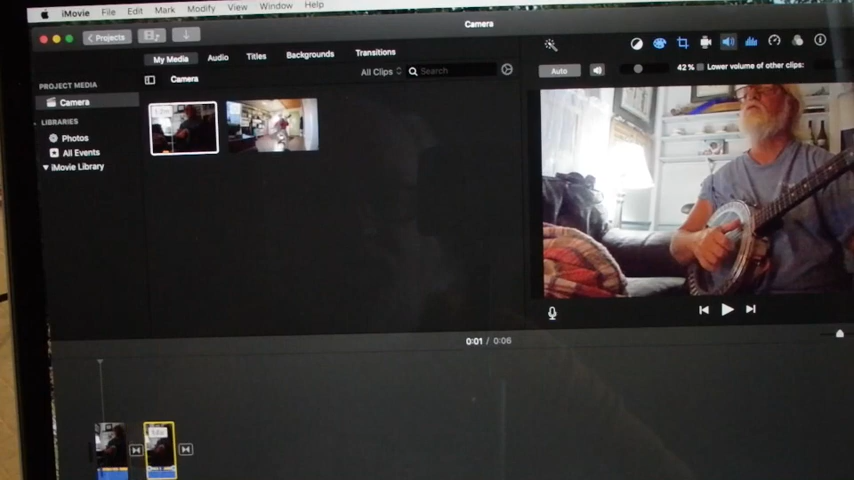 iMovie File Edit Mark Modify View Window Help
Camera
Projects
My Media Audio Titles Backgrounds Transitions
Auto 42 % Lower volume of other clips:
PROJECT MEDIA
Camera
All Clips Search
Camera
LIBRARIES
Photos
All Events
iMovie Library
0:01 / 0:06